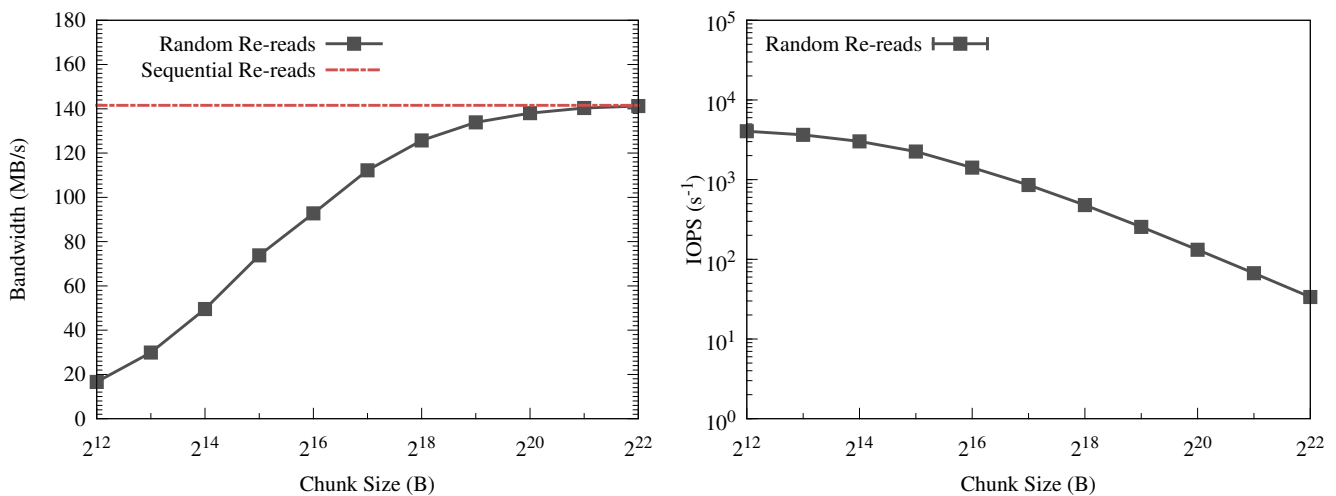 180
160
140
120
100
80
60
40
20
0
Bandwidth (MB/s)
Random Re-reads
Sequential Re-reads
2^12 2^14 2^16 2^18 2^20 2^22
Chunk Size (B)
10^5
10^4
10^3
10^2
10^1
10^0
IOPS (s^-1)
Random Re-reads
2^12 2^14 2^16 2^18 2^20 2^22
Chunk Size (B)